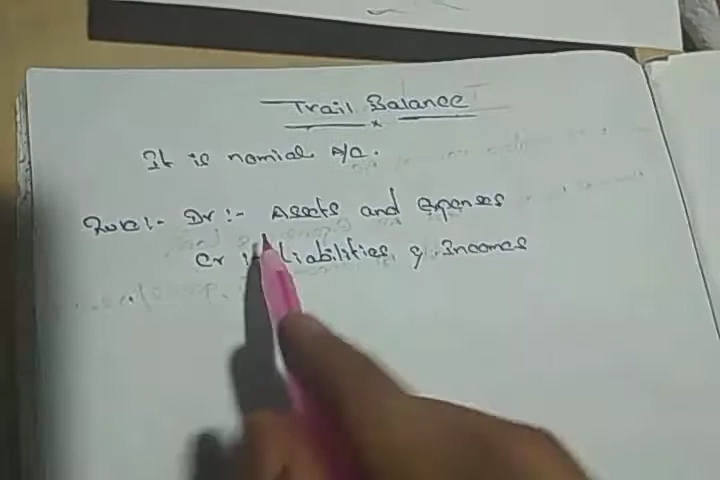 Trail Balance
It is nomial A/c.
Rule:- Dr :- Assets and Expenses
Cr :- Liabilities & Incomes